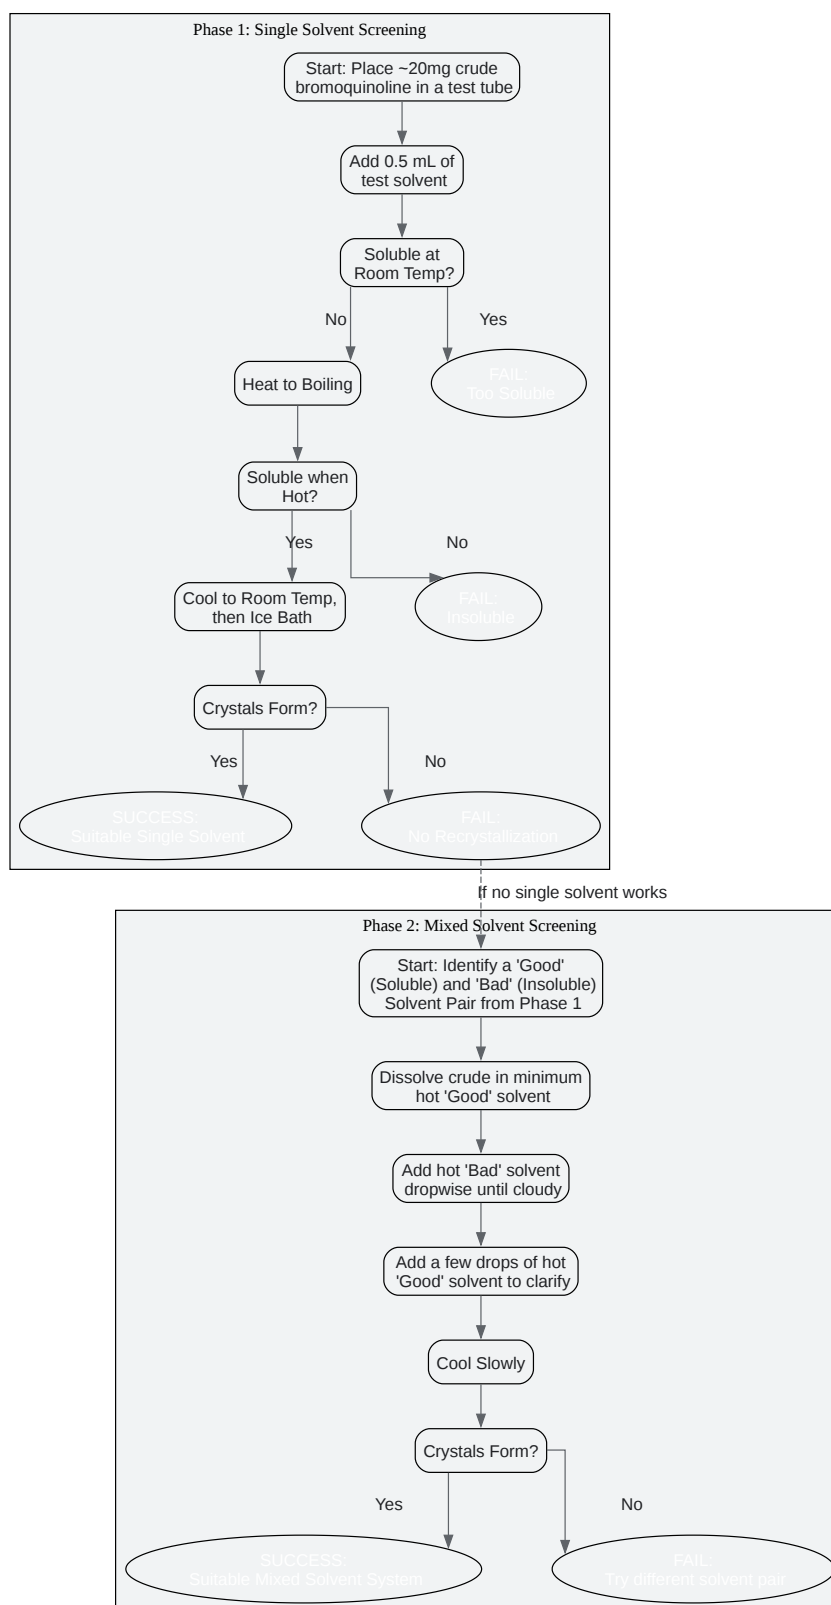 Phase 1: Single Solvent Screening
Start: Place ~20mg crude
bromoquinoline in a test tube
Add 0.5 mL of
test solvent
Soluble at
Room Temp?
No
Yes
Heat to Boiling
FAIL:
Too Soluble
Soluble when
Hot?
Yes
No
Cool to Room Temp,
then Ice Bath
FAIL:
Insoluble
Crystals Form?
Yes
No
SUCCESS:
Suitable Single Solvent
FAIL:
No Recrystallization
If no single solvent works
Phase 2: Mixed Solvent Screening
Start: Identify a 'Good'
(Soluble) and 'Bad' (Insoluble)
Solvent Pair from Phase 1
Dissolve crude in minimum
hot 'Good' solvent
Add hot 'Bad' solvent
dropwise until cloudy
Add a few drops of hot
'Good' solvent to clarify
Cool Slowly
Crystals Form?
Yes
No
SUCCESS:
Suitable Mixed Solvent System
FAIL:
Try different solvent pair